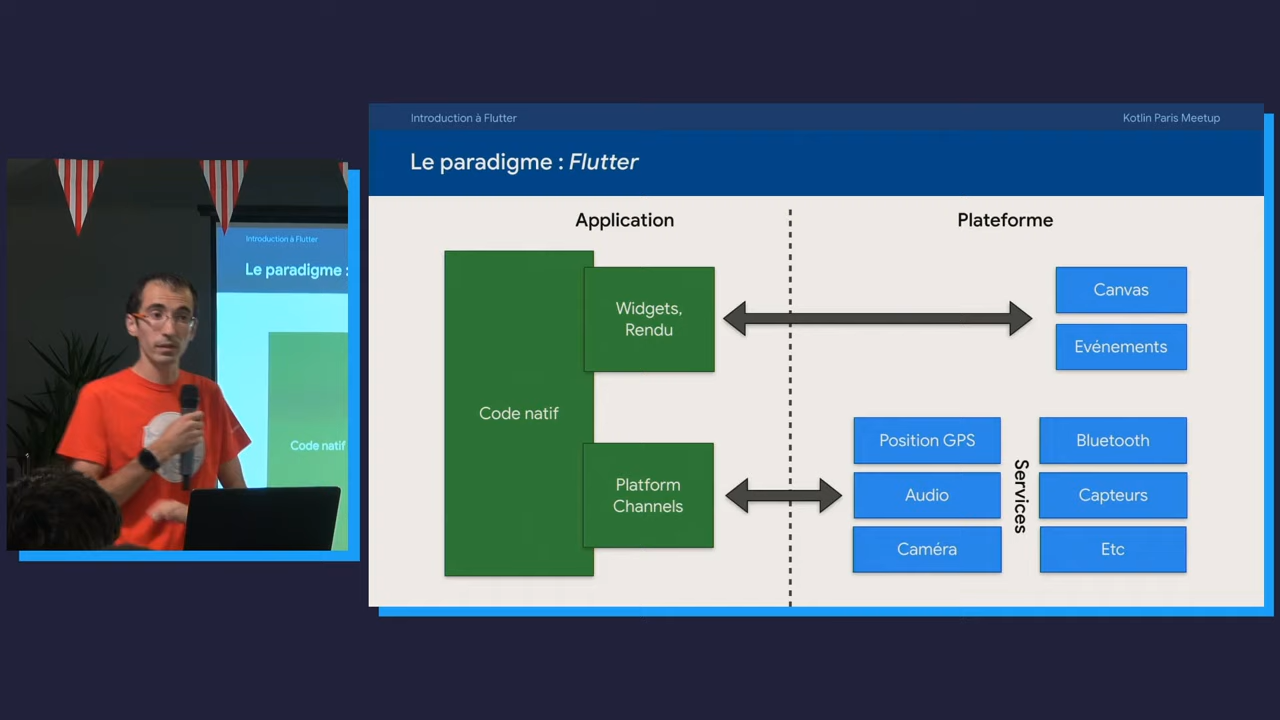 Introduction à Flutter
Kotlin Paris Meetup
Le paradigme : Flutter
Application
Plateforme
Code natif
Widgets,
Rendu
Platform
Channels
Canvas
Evénements
Position GPS
Audio
Caméra
Services
Bluetooth
Capteurs
Etc
Introduction à Flutter
Le paradigme :
Code natif